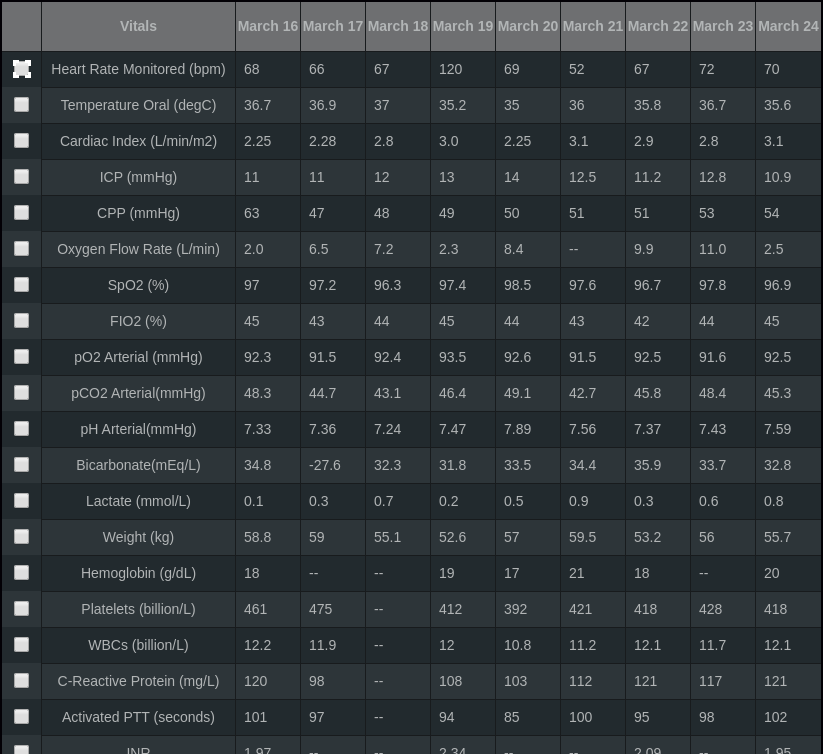 Vitals March 16 March 17 March 18 March 19 March 20 March 21 March 22 March 23 March 24
Heart Rate Monitored (bpm) 68 66 67 120 69 52 67 72 70
Temperature Oral (degC) 36.7 36.9 37 35.2 35 36 35.8 36.7 35.6
Cardiac Index (L/min/m2) 2.25 2.28 2.8 3.0 2.25 3.1 2.9 2.8 3.1
ICP (mmHg) 11 11 12 13 14 12.5 11.2 12.8 10.9
CPP (mmHg) 63 47 48 49 50 51 51 53 54
Oxygen Flow Rate (L/min) 2.0 6.5 7.2 2.3 8.4 -- 9.9 11.0 2.5
SpO2 (%) 97 97.2 96.3 97.4 98.5 97.6 96.7 97.8 96.9
FIO2 (%) 45 43 44 45 44 43 42 44 45
pO2 Arterial (mmHg) 92.3 91.5 92.4 93.5 92.6 91.5 92.5 91.6 92.5
pCO2 Arterial(mmHg) 48.3 44.7 43.1 46.4 49.1 42.7 45.8 48.4 45.3
pH Arterial(mmHg) 7.33 7.36 7.24 7.47 7.89 7.56 7.37 7.43 7.59
Bicarbonate(mEq/L) 34.8 -27.6 32.3 31.8 33.5 34.4 35.9 33.7 32.8
Lactate (mmol/L) 0.1 0.3 0.7 0.2 0.5 0.9 0.3 0.6 0.8
Weight (kg) 58.8 59 55.1 52.6 57 59.5 53.2 56 55.7
Hemoglobin (g/dL) 18 -- -- 19 17 21 18 -- 20
Platelets (billion/L) 461 475 -- 412 392 421 418 428 418
WBCs (billion/L) 12.2 11.9 -- 12 10.8 11.2 12.1 11.7 12.1
C-Reactive Protein (mg/L) 120 98 -- 108 103 112 121 117 121
Activated PTT (seconds) 101 97 -- 94 85 100 95 98 102
INR 1.97 -- -- 2.34 -- -- 2.09 -- 1.95